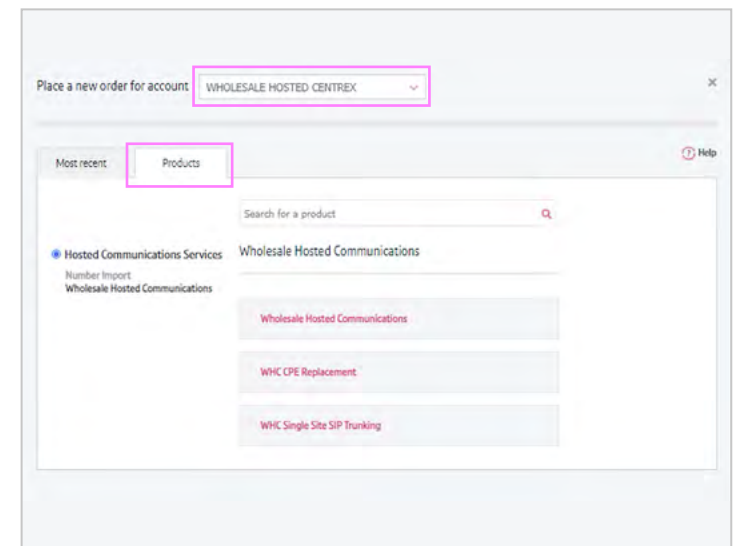 Place a new order for account WHOLESALE HOSTED CENTREX
Help
Most recent Products
Search for a product
Hosted Communications Services
Number Import
Wholesale Hosted Communications
Wholesale Hosted Communications
Wholesale Hosted Communications
WHC CPE Replacement
WHC Single Site SIP Trunking